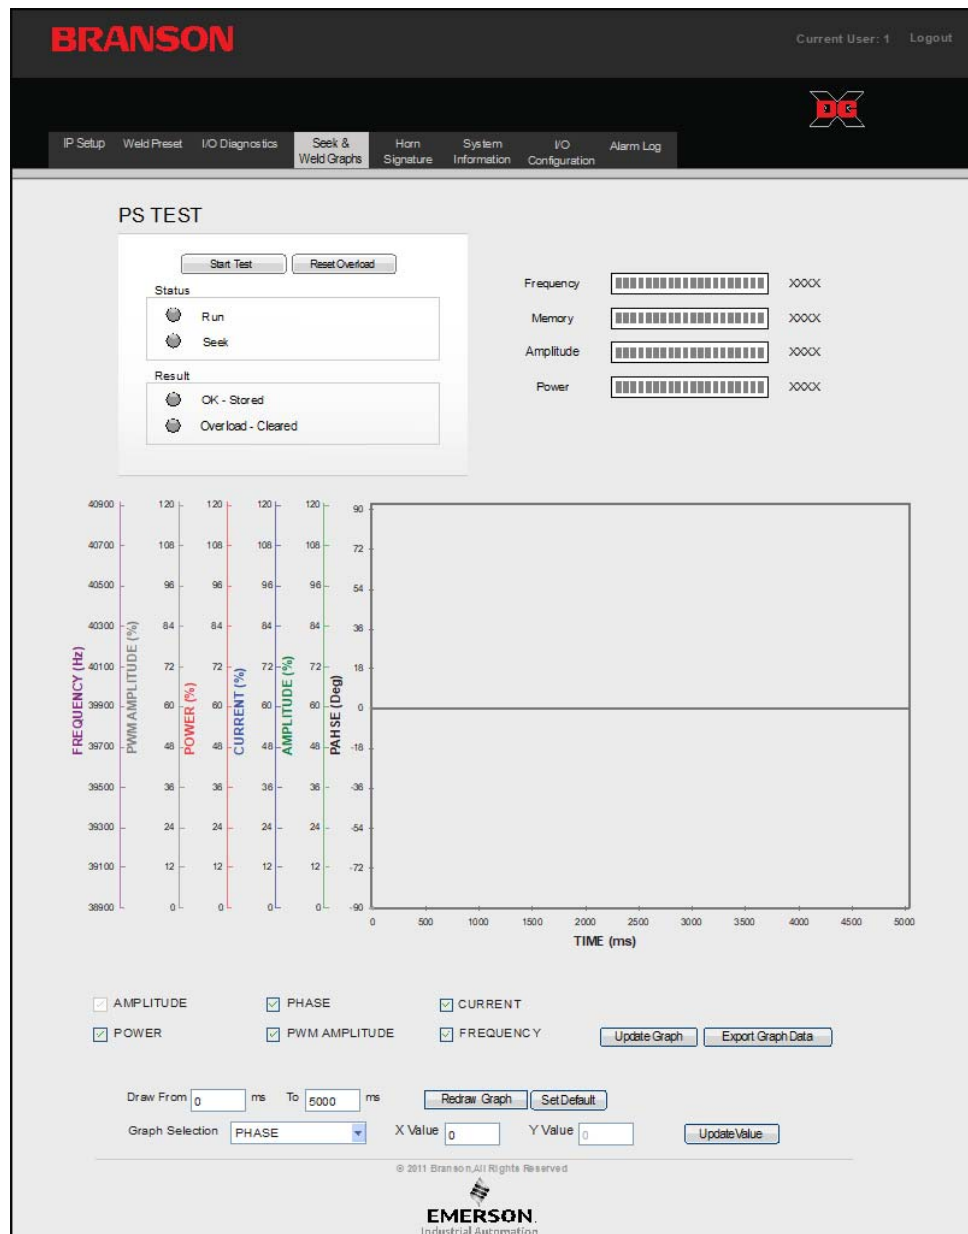 BRANSON
Current User: 1 Logout
DG X
IP Setup Weld Preset I/O Diagnostics Seek & Weld Graphs Horn Signature System Information I/O Configuration Alarm Log
PS TEST
Start Test Reset Overload
Status
Run
Seek
Result
OK - Stored
Overload - Cleared
Frequency XXXX
Memory XXXX
Amplitude XXXX
Power XXXX
FREQUENCY (Hz)
40900
40700
40500
40300
40100
39900
39700
39500
39300
39100
38900
PWM AMPLITUDE (%)
120
108
96
84
72
60
48
36
24
12
0
POWER (%)
120
108
96
84
72
60
48
36
24
12
0
CURRENT (%)
120
108
96
84
72
60
48
36
24
12
0
AMPLITUDE (%)
120
108
96
84
72
60
48
36
24
12
0
PAHSE (Deg)
90
72
54
36
18
0
-18
-36
-54
-72
-90
0 500 1000 1500 2000 2500 3000 3500 4000 4500 5000
TIME (ms)
AMPLITUDE PHASE CURRENT
POWER PWM AMPLITUDE FREQUENCY Update Graph Export Graph Data
Draw From 0 ms To 5000 ms Redraw Graph Set Default
Graph Selection PHASE X Value 0 Y Value 0 Update Value
© 2011 Branson,All Rights Reserved
EMERSON.
Industrial Automation